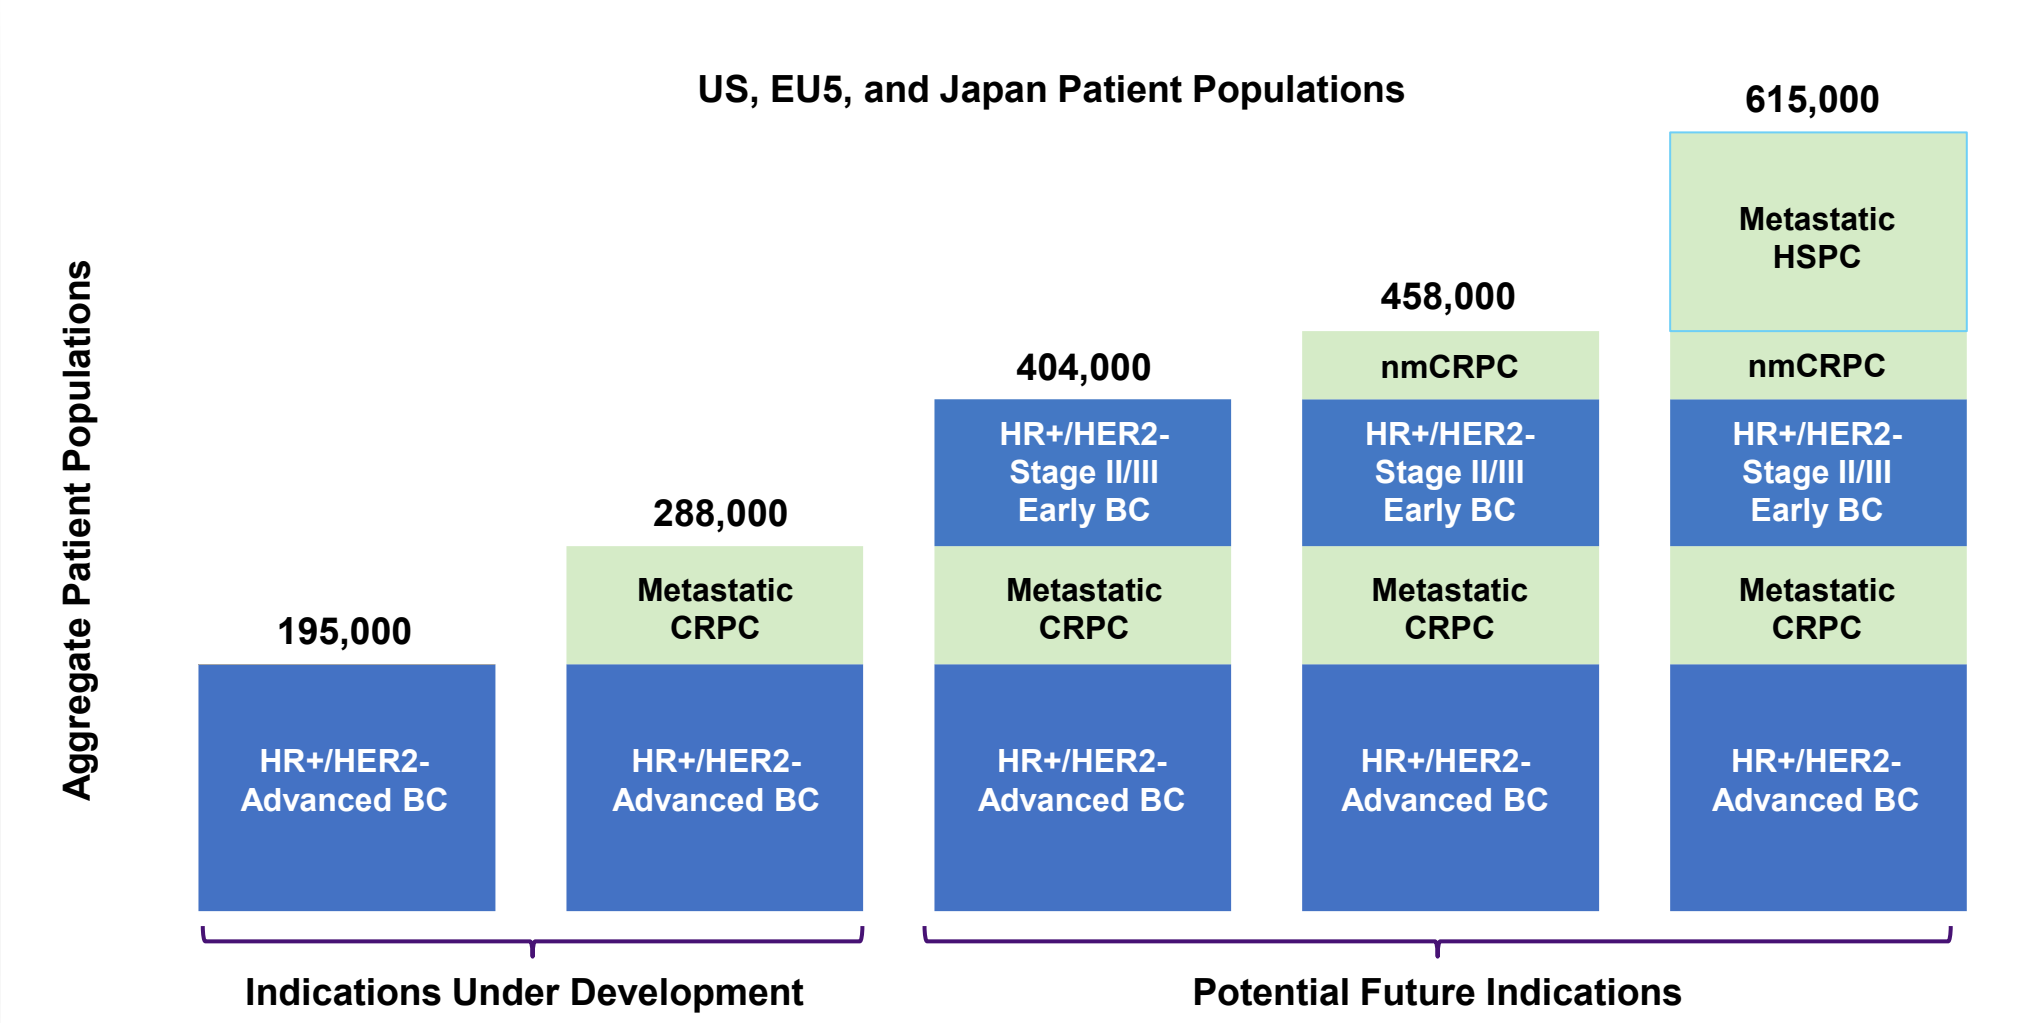 US, EU5, and Japan Patient Populations
Aggregate Patient Populations
195,000
HR+/HER2-
Advanced BC
288,000
Metastatic
CRPC
HR+/HER2-
Advanced BC
404,000
HR+/HER2-
Stage II/III
Early BC
Metastatic
CRPC
HR+/HER2-
Advanced BC
458,000
nmCRPC
HR+/HER2-
Stage II/III
Early BC
Metastatic
CRPC
HR+/HER2-
Advanced BC
615,000
Metastatic
HSPC
nmCRPC
HR+/HER2-
Stage II/III
Early BC
Metastatic
CRPC
HR+/HER2-
Advanced BC
Indications Under Development
Potential Future Indications